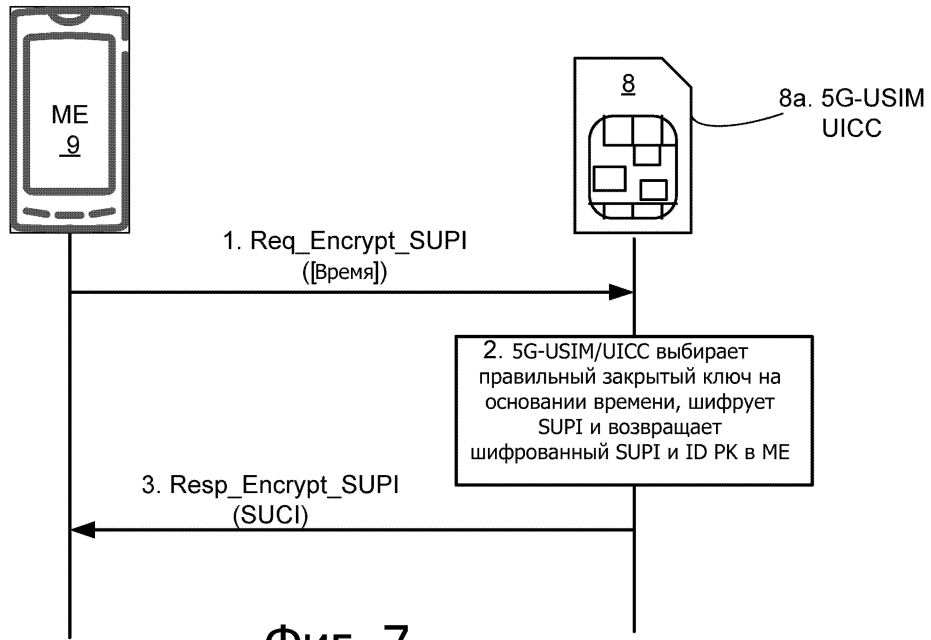 ME
9
8
8a. 5G-USIM
UICC
1. Req_Encrypt_SUPI
([Время])
2. 5G-USIM/UICC выбирает
правильный закрытый ключ на
основании времени, шифрует
SUPI и возвращает
шифрованный SUPI и ID PK в ME
3. Resp_Encrypt_SUPI
(SUCI)
Фиг. 7